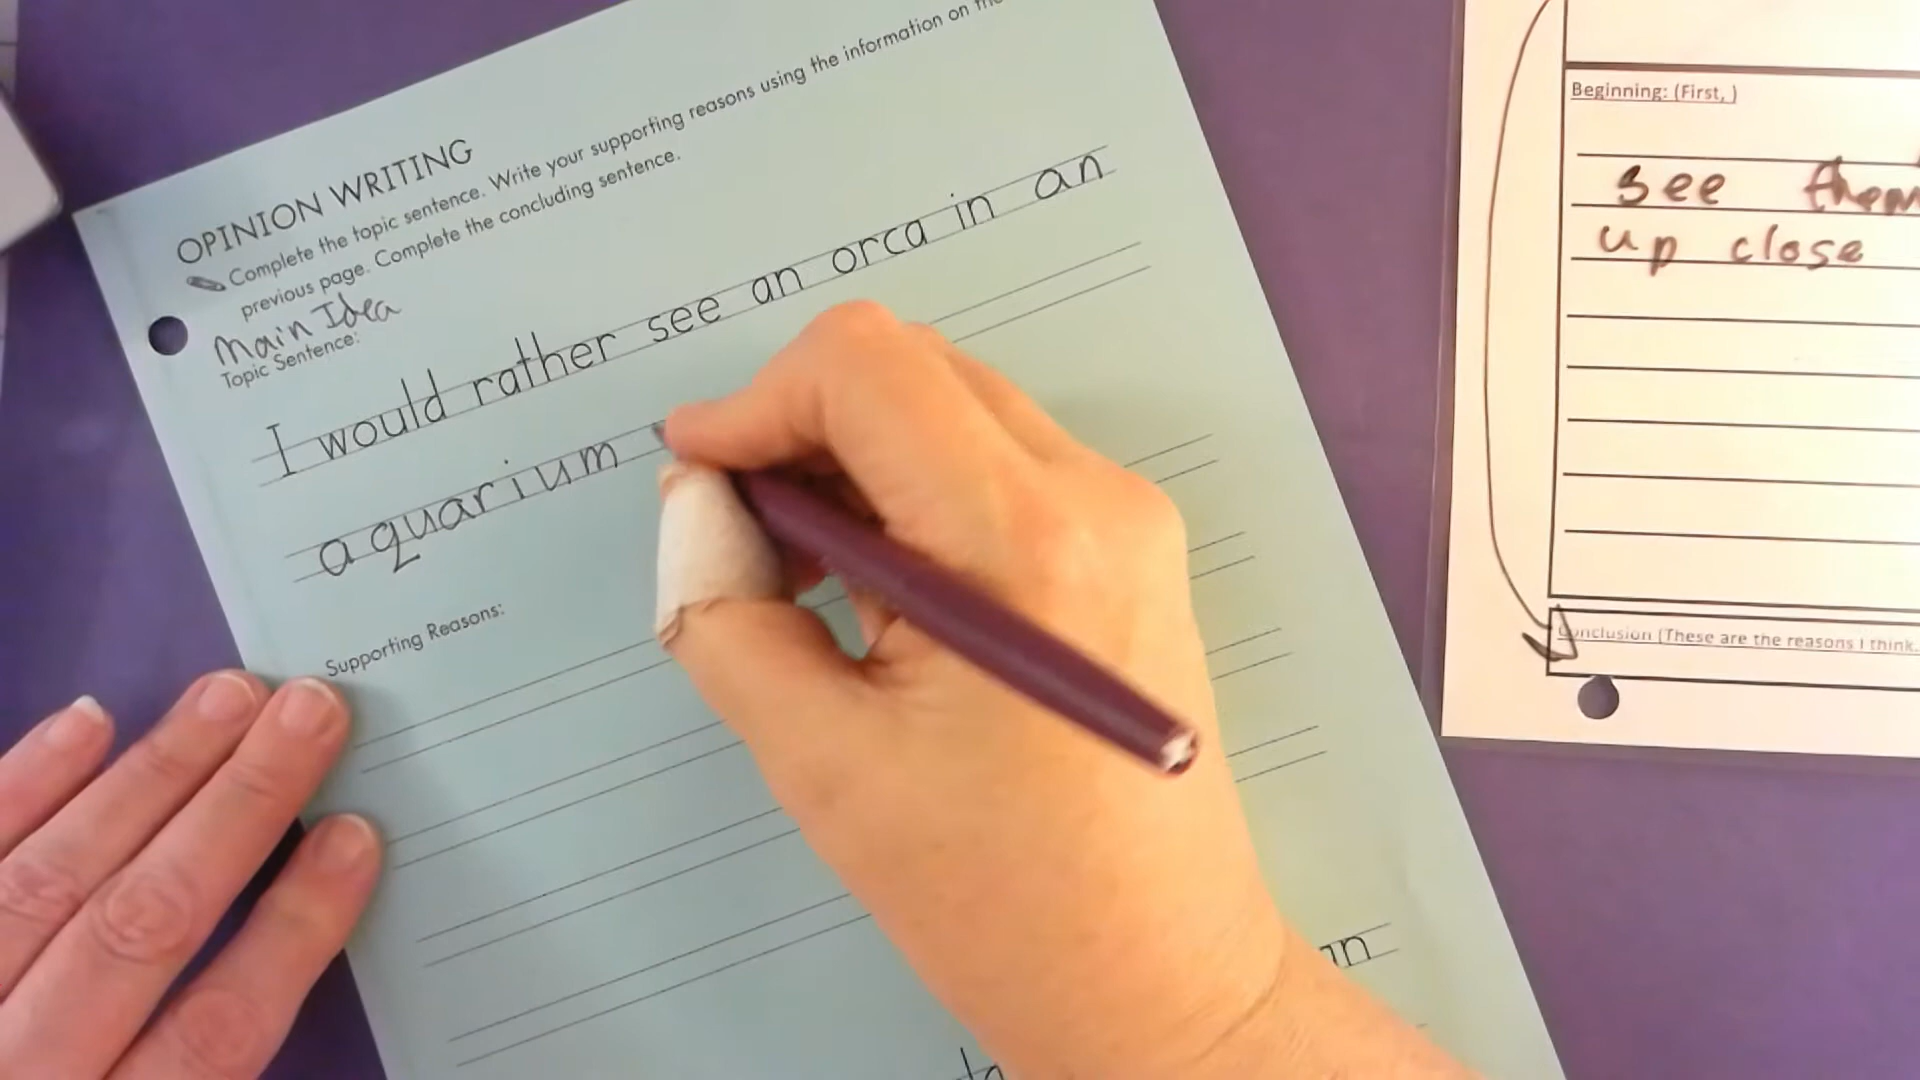 OPINION WRITING
Complete the topic sentence. Write your supporting reasons using the information on the
previous page. Complete the concluding sentence.
Main Idea
Topic Sentence:
I would rather see an orca in an
aquarium
Supporting Reasons:
Beginning: (First, )
see them
up close
Conclusion (These are the reasons I think.